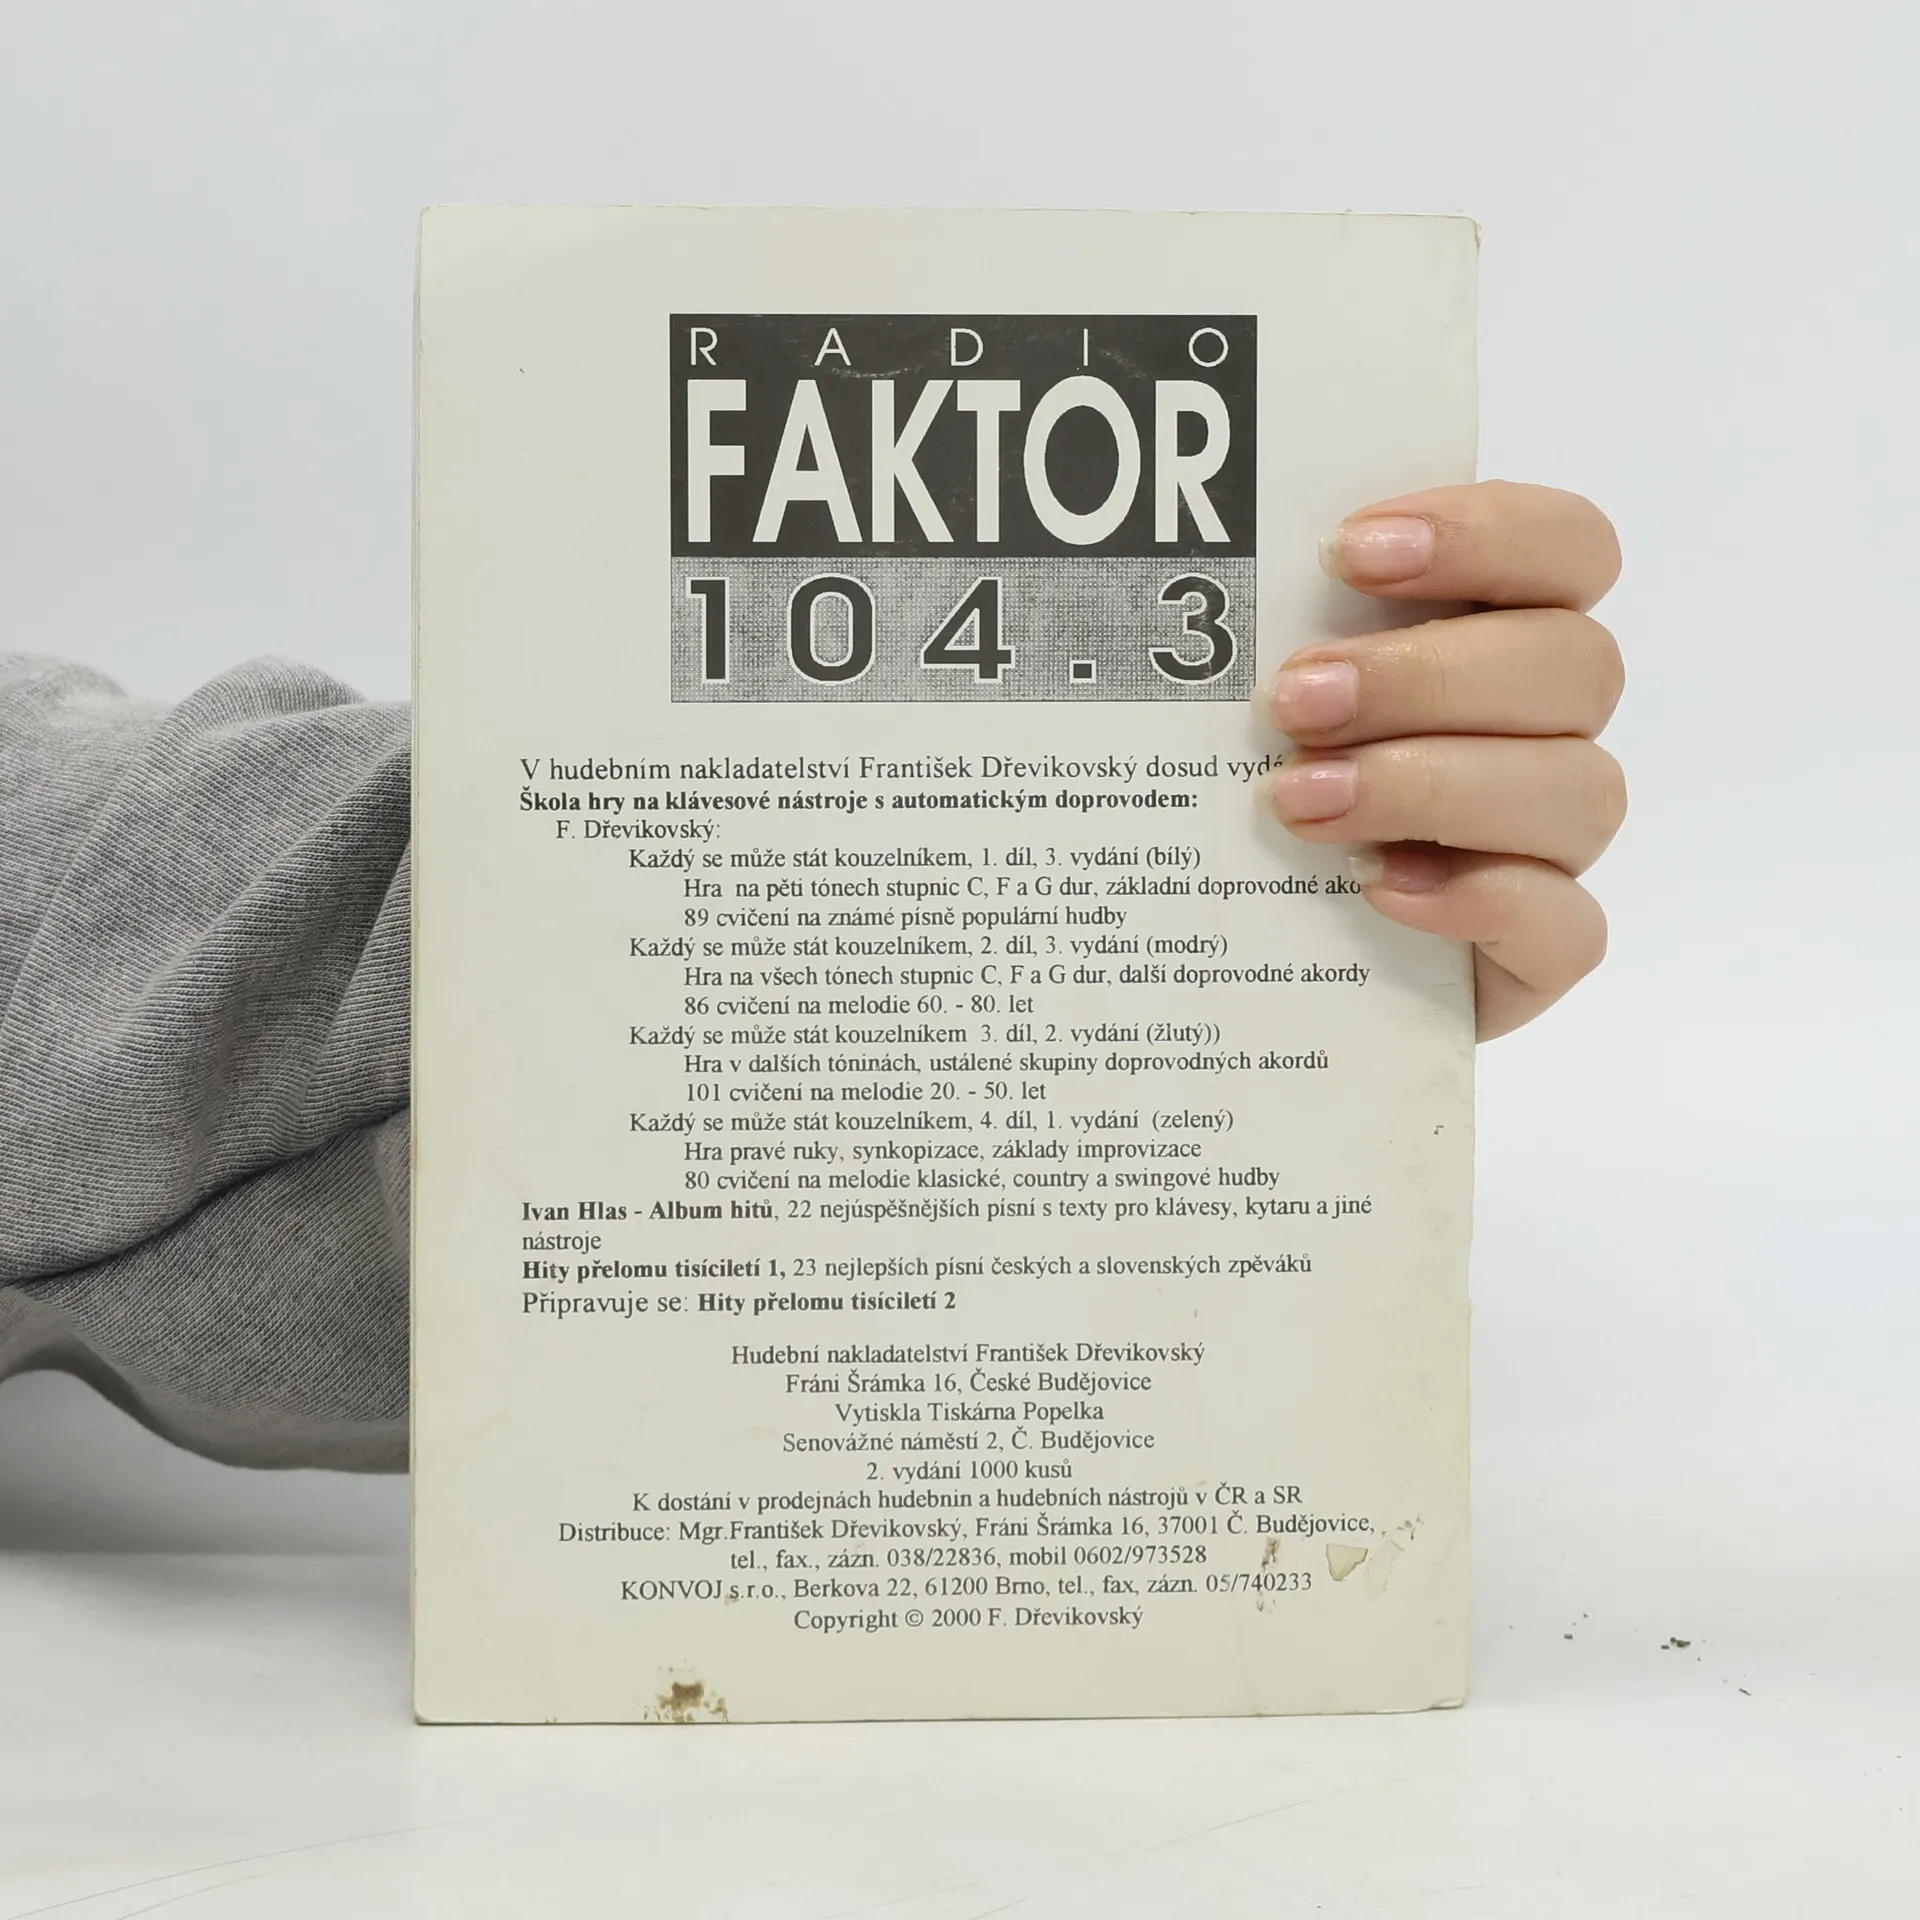 RADIO
FAKTOR
104.3
V hudebním nakladatelství František Dřevikovský dosud
Škola hry na klávesové nástroje s automatickým doprovodem:
F. Dřevikovský:
Každý se může stát kouzelníkem, 1. díl, 3. vydání (bílý)
Hra na pěti tónech stupnic C, F a G dur, základní doprovodné
89 cvičení na známé písně populární hudby
Každý se může stát kouzelníkem, 2. díl, 3. vydání (modrý)
Hra na všech tónech stupnic C, F a G dur, další doprovodné akordy
86 cvičení na melodie 60. - 80. let
Každý se může stát kouzelníkem 3. díl, 2. vydání (žlutý))
Hra v dalších tóninách, ustálené skupiny doprovodných akordů
101 cvičení na melodie 20. - 50. let
Každý se může stát kouzelníkem, 4. díl, 1. vydání (zelený)
Hra pravé ruky, synkopizace, základy improvizace
80 cvičení na melodie klasické, country a swingové hudby
Ivan Hlas - Album hitů, 22 nejúspěšnějších písní s texty pro klávesy, kytaru a jiné
nástroje
Hity přelomu tisíciletí 1, 23 nejlepších písní českých a slovenských zpěváků
Připravuje se: Hity přelomu tisíciletí 2
Hudební nakladatelství František Dřevikovský
Fráni Šrámka 16, České Budějovice
Vytiskla Tiskárna Popelka
Senovážné náměstí 2, Č. Budějovice
2. vydání 1000 kusů
K dostání v prodejnách hudebnin a hudebních nástrojů v ČR a SR
Distribuce: Mgr.František Dřevikovský, Fráni Šrámka 16, 37001 Č. Budějovice,
tel., fax., zázn. 038/22836, mobil 0602/973528
KONVOJ s.r.o., Berkova 22, 61200 Brno, tel., fax, zázn. 05/740233
Copyright © 2000 F. Dřevikovský